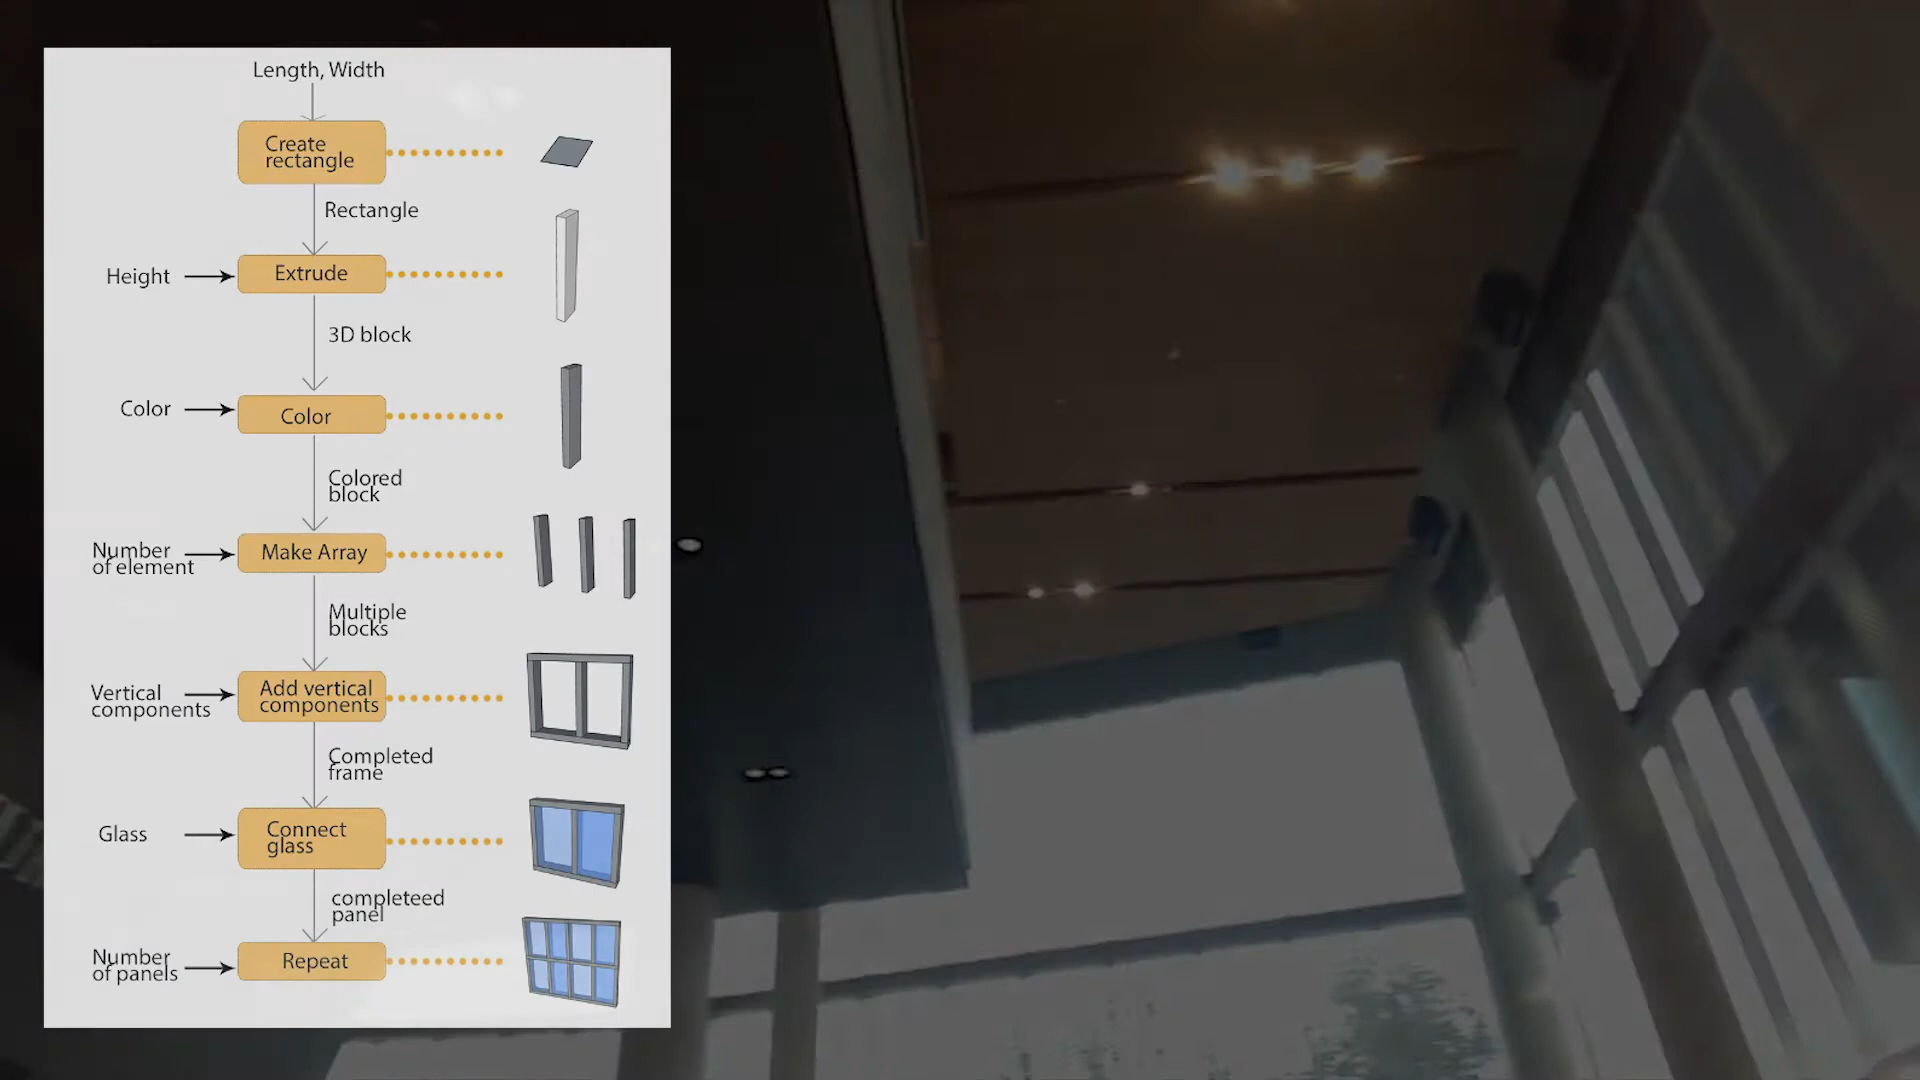 Length, Width
Create
rectangle
Rectangle
Height
Extrude
3D block
Color
Color
Colored
block
Number
of element
Make Array
Multiple
blocks
Vertical
components
Add vertical
components
Completed
frame
Glass
Connect
glass
completeed
panel
Number
of panels
Repeat